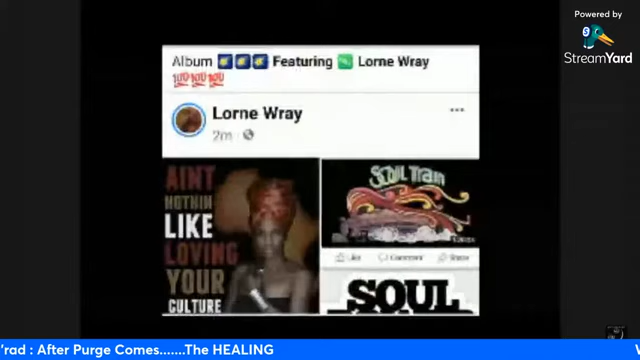 Powered by
StreamYard
Album Featuring Lorne Wray
💯💯💯
Lorne Wray
2m
AINT
NOTHIN
LIKE
LOVING
YOUR
CULTURE
SOUL TRAIN
Like Comment Share
SOUL
'rad : After Purge Comes.......The HEALING